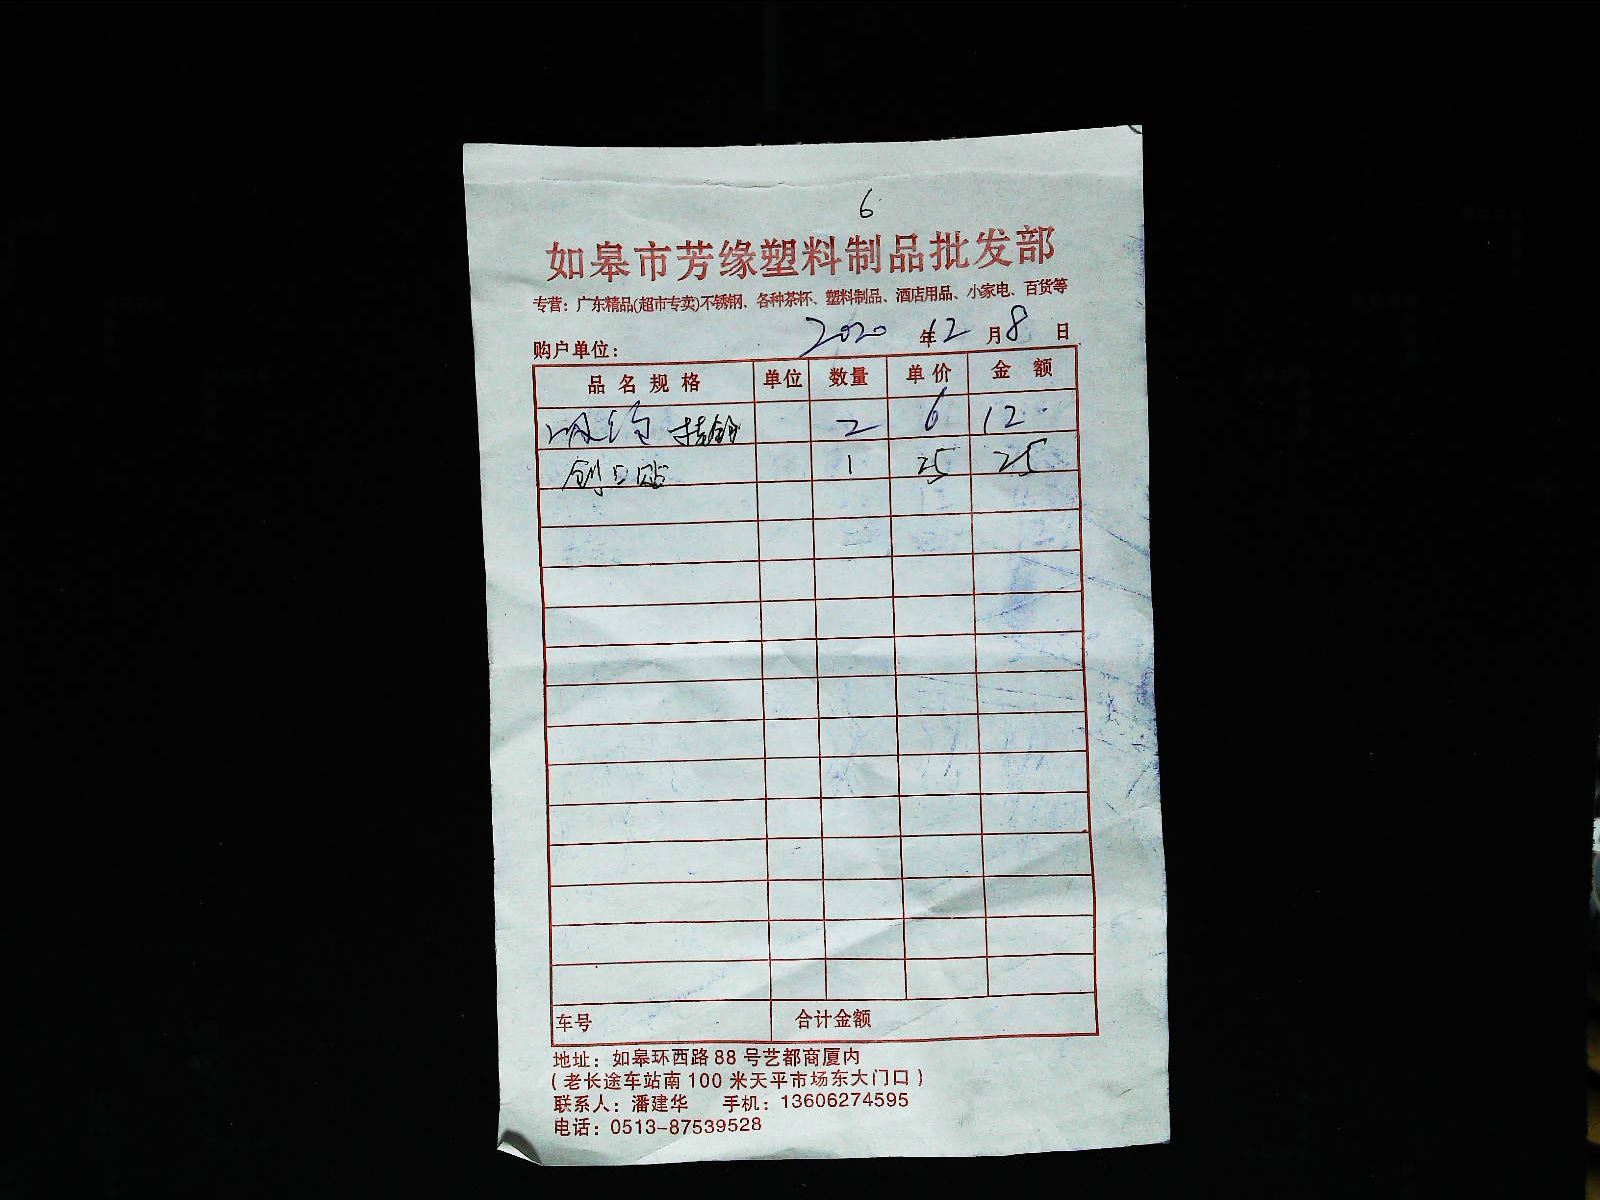 6
如皋市芳缘塑料制品批发部
专营：广东精品(超市专卖)不锈钢、各种茶杯、塑料制品、酒店用品、小家电、百货等
购户单位： 2020 年 12 月 8 日
品名规格 单位 数量 单价 金额
2 6 12
1 25 25
车号 合计金额
地址：如皋环西路88号艺都商厦内
(老长途车站南100米天平市场东大门口)
联系人：潘建华 手机：13606274595
电话：0513-87539528